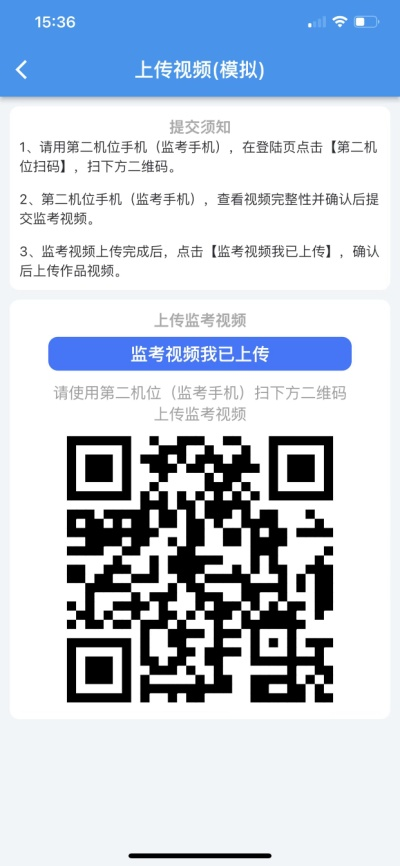 15:36
上传视频(模拟)
提交须知
1、请用第二机位手机（监考手机），在登陆页点击【第二机
位扫码】，扫下方二维码。
2、第二机位手机（监考手机），查看视频完整性并确认后提
交监考视频。
3、监考视频上传完成后，点击【监考视频我已上传】，确认
后上传作品视频。
上传监考视频
监考视频我已上传
请使用第二机位（监考手机）扫下方二维码
上传监考视频